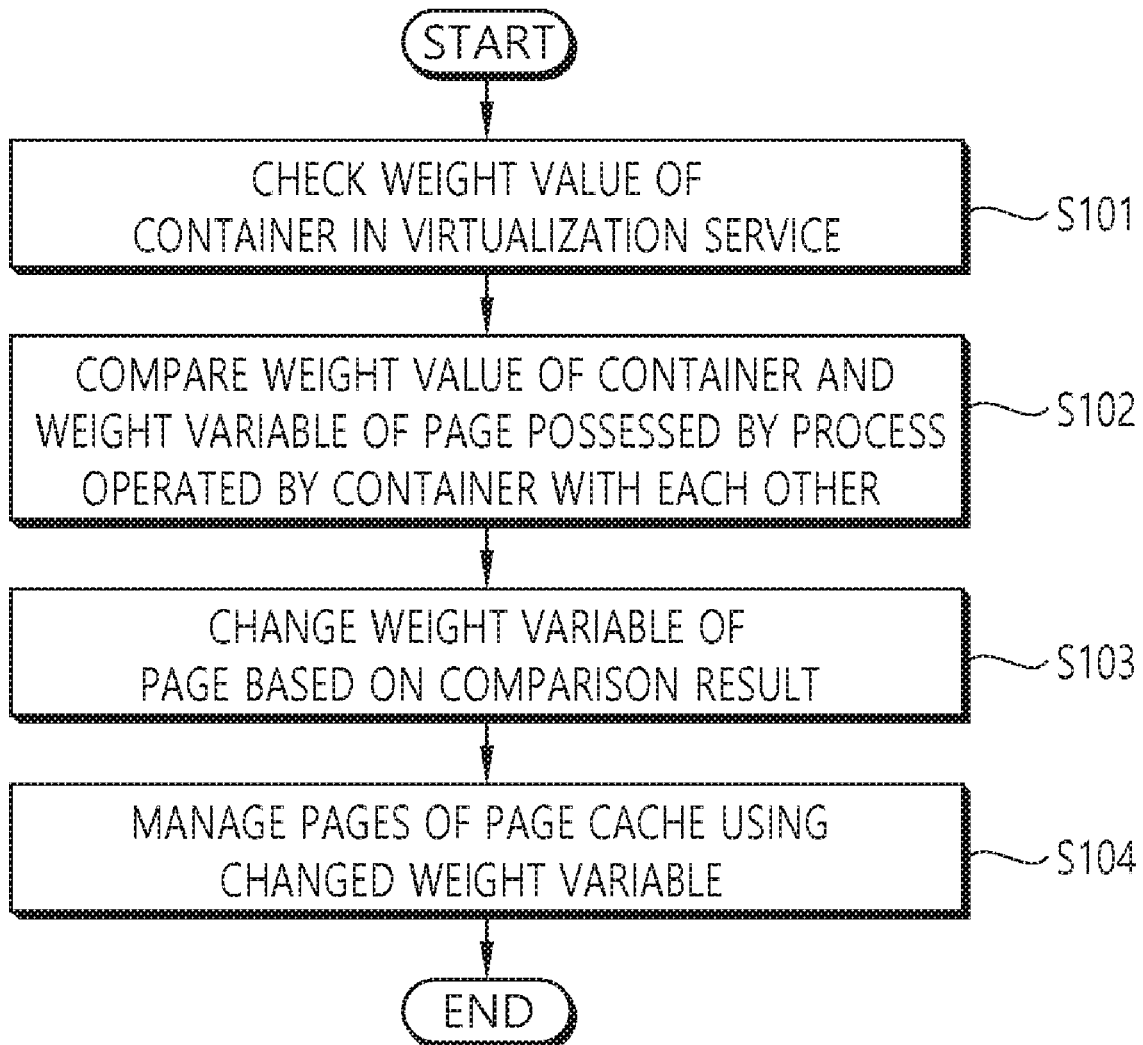 START
CHECK WEIGHT VALUE OF
CONTAINER IN VIRTUALIZATION SERVICE
S101
COMPARE WEIGHT VALUE OF CONTAINER AND
WEIGHT VARIABLE OF PAGE POSSESSED BY PROCESS
OPERATED BY CONTAINER WITH EACH OTHER
S102
CHANGE WEIGHT VARIABLE OF
PAGE BASED ON COMPARISON RESULT
S103
MANAGE PAGES OF PAGE CACHE USING
CHANGED WEIGHT VARIABLE
S104
END